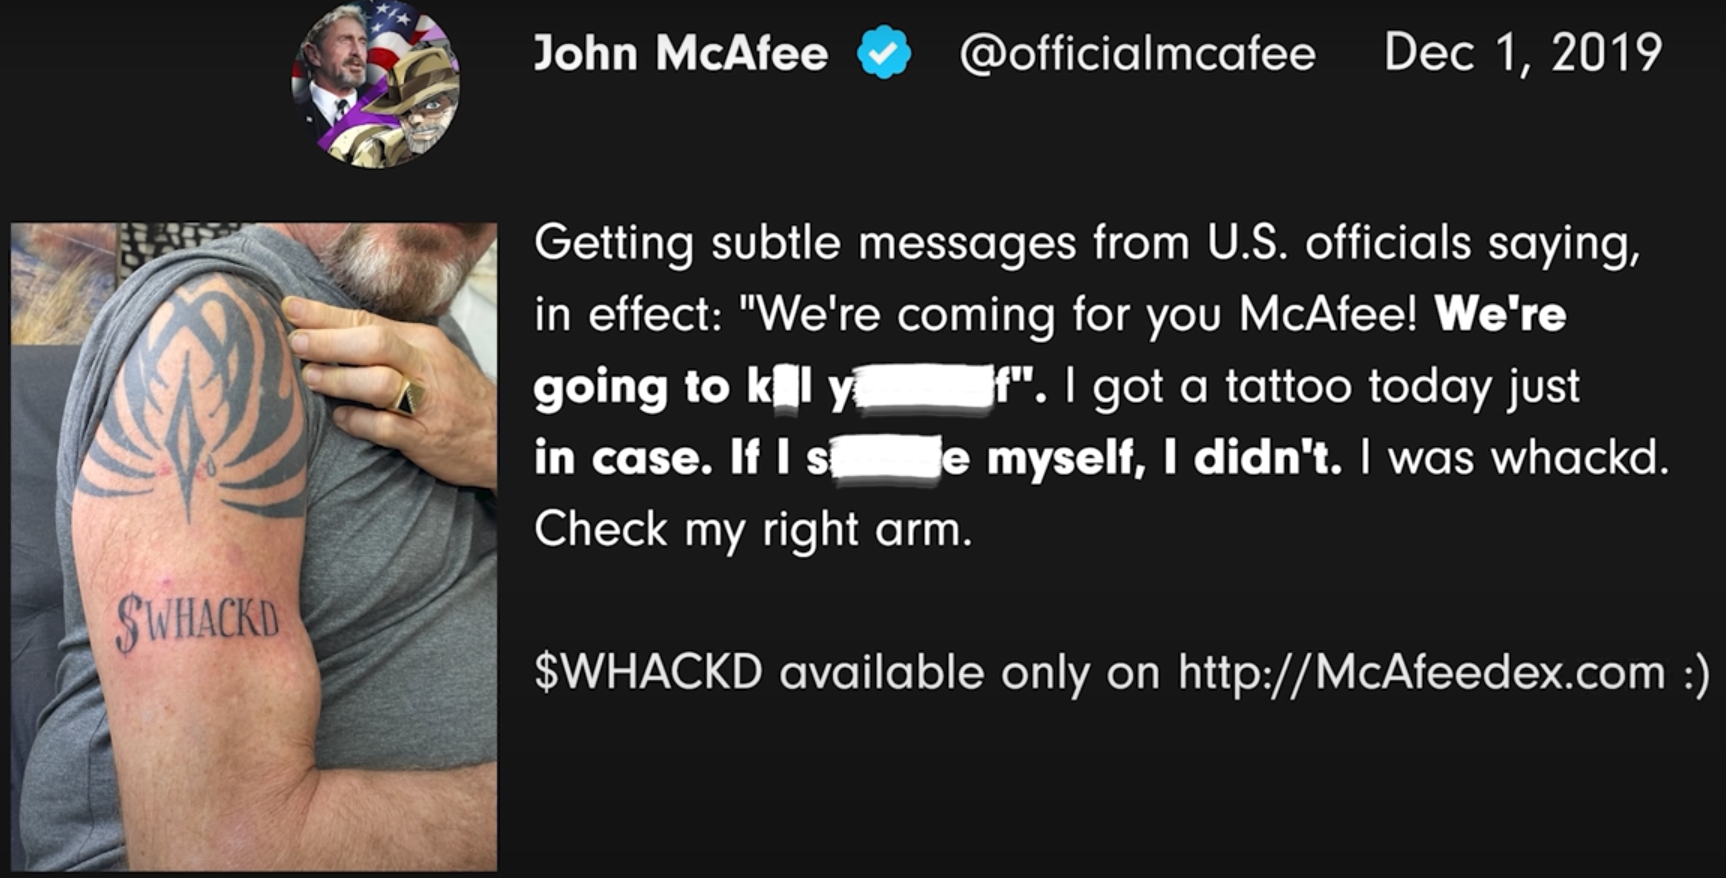 John McAfee @officialmcafee Dec 1, 2019
Getting subtle messages from U.S. officials saying,
in effect: "We're coming for you McAfee! We're
going to k l y f". I got a tattoo today just
in case. If I s e myself, I didn't. I was whackd.
Check my right arm.
$WHACKD
$WHACKD available only on http://McAfeedex.com :)